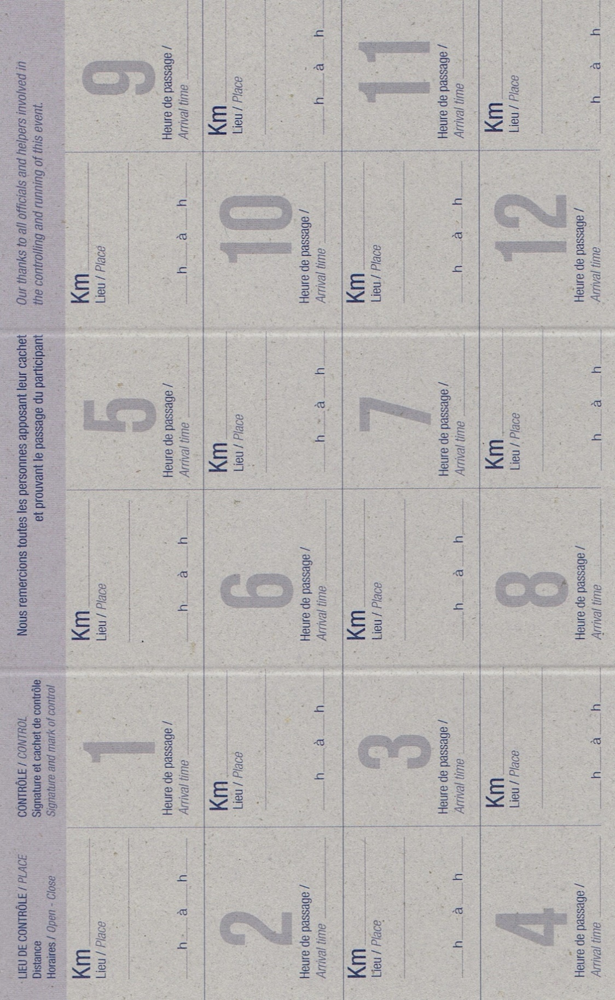 LIEU DE CONTRÔLE / PLACE
Distance
Horaires / Open - Close
CONTRÔLE / CONTROL
Signature et cachet de contrôle
Signature and mark of control
Nous remercions toutes les personnes apposant leur cachet
et prouvant le passage du participant
Our thanks to all officials and helpers involved in
the controlling and running of this event.
Km
Lieu / Place
h à h
1
Heure de passage /
Arrival time
Km
Lieu / Place
h à h
5
Heure de passage /
Arrival time
Km
Lieu / Place
h à h
9
Heure de passage /
Arrival time
2
Heure de passage /
Arrival time
Km
Lieu / Place
h à h
6
Heure de passage /
Arrival time
Km
Lieu / Place
h à h
10
Heure de passage /
Arrival time
Km
Lieu / Place
h à h
Km
Lieu / Place
h à h
3
Heure de passage /
Arrival time
Km
Lieu / Place
h à h
7
Heure de passage /
Arrival time
Km
Lieu / Place
h à h
11
Heure de passage /
Arrival time
4
Heure de passage /
Arrival time
Km
Lieu / Place
h à h
8
Heure de passage /
Arrival time
Km
Lieu / Place
h à h
12
Heure de passage /
Arrival time
Km
Lieu / Place
h à h